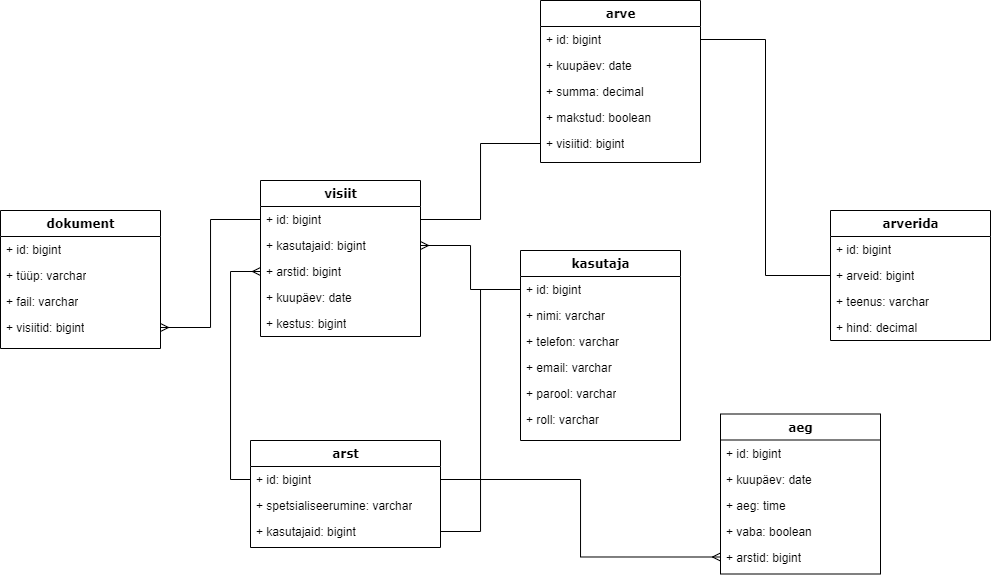 arve
+ id: bigint
+ kuupäev: date
+ summa: decimal
+ makstud: boolean
+ visiitid: bigint
visiit
+ id: bigint
+ kasutajaid: bigint
+ arstid: bigint
+ kuupäev: date
+ kestus: bigint
dokument
+ id: bigint
+ tüüp: varchar
+ fail: varchar
+ visiitid: bigint
arverida
+ id: bigint
+ arveid: bigint
+ teenus: varchar
+ hind: decimal
kasutaja
+ id: bigint
+ nimi: varchar
+ telefon: varchar
+ email: varchar
+ parool: varchar
+ roll: varchar
arst
+ id: bigint
+ spetsialiseerumine: varchar
+ kasutajaid: bigint
aeg
+ id: bigint
+ kuupäev: date
+ aeg: time
+ vaba: boolean
+ arstid: bigint